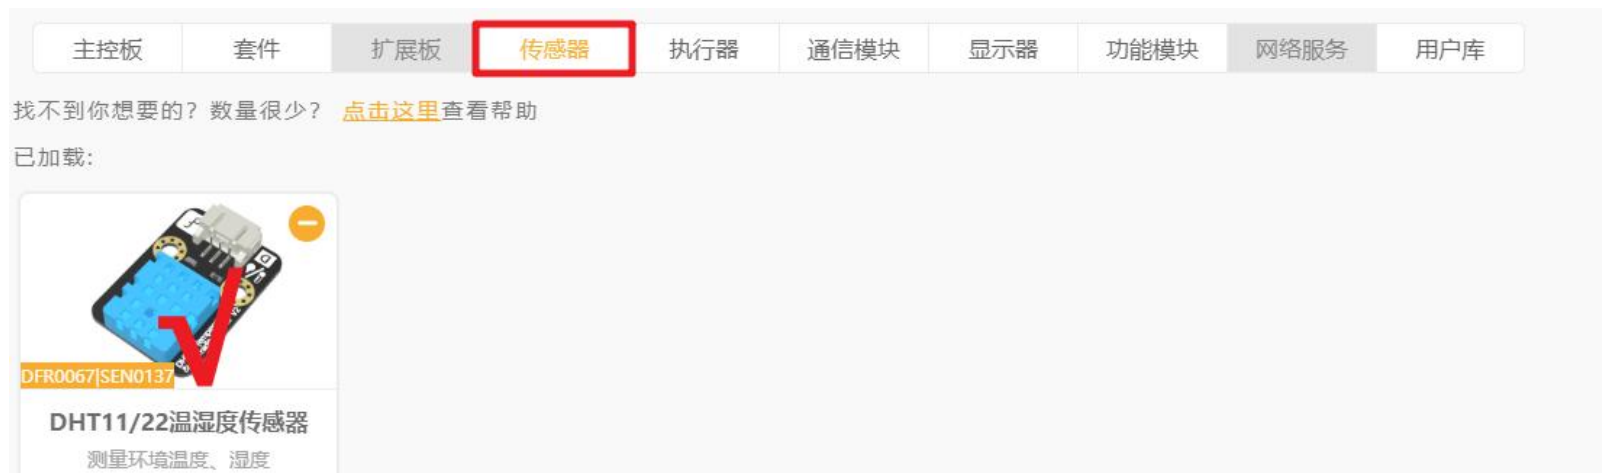 主控板 套件 扩展板 传感器 执行器 通信模块 显示器 功能模块 网络服务 用户库
找不到你想要的？数量很少？ 点击这里查看帮助
已加载:
DFR0067|SEN0137
DHT11/22温湿度传感器
测量环境温度、湿度